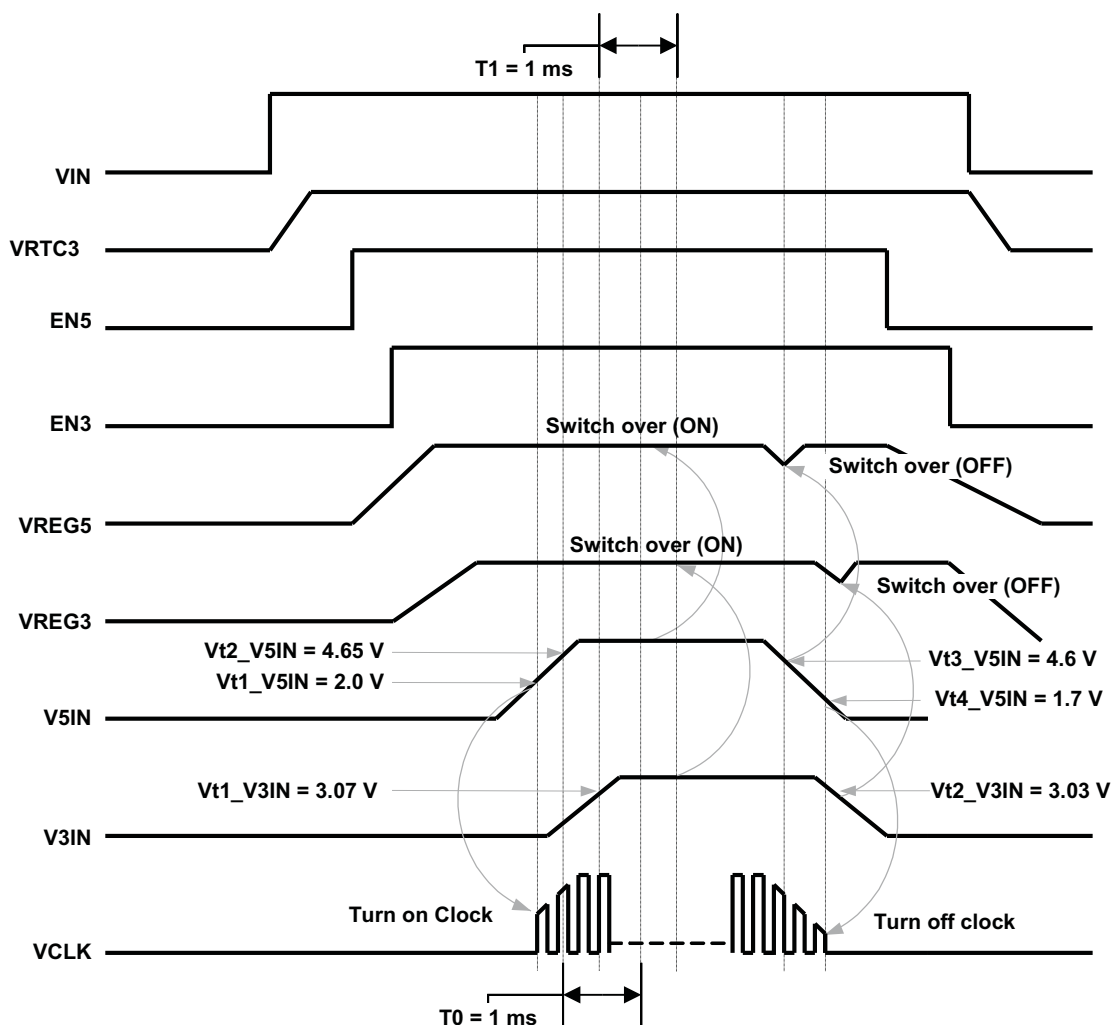 T1 = 1 ms
VIN
VRTC3
EN5
EN3
Switch over (ON)
Switch over (OFF)
VREG5
Switch over (ON)
Switch over (OFF)
VREG3
Vt2_V5IN = 4.65 V
Vt3_V5IN = 4.6 V
Vt1_V5IN = 2.0 V
Vt4_V5IN = 1.7 V
V5IN
Vt1_V3IN = 3.07 V
Vt2_V3IN = 3.03 V
V3IN
Turn on Clock
Turn off clock
VCLK
T0 = 1 ms